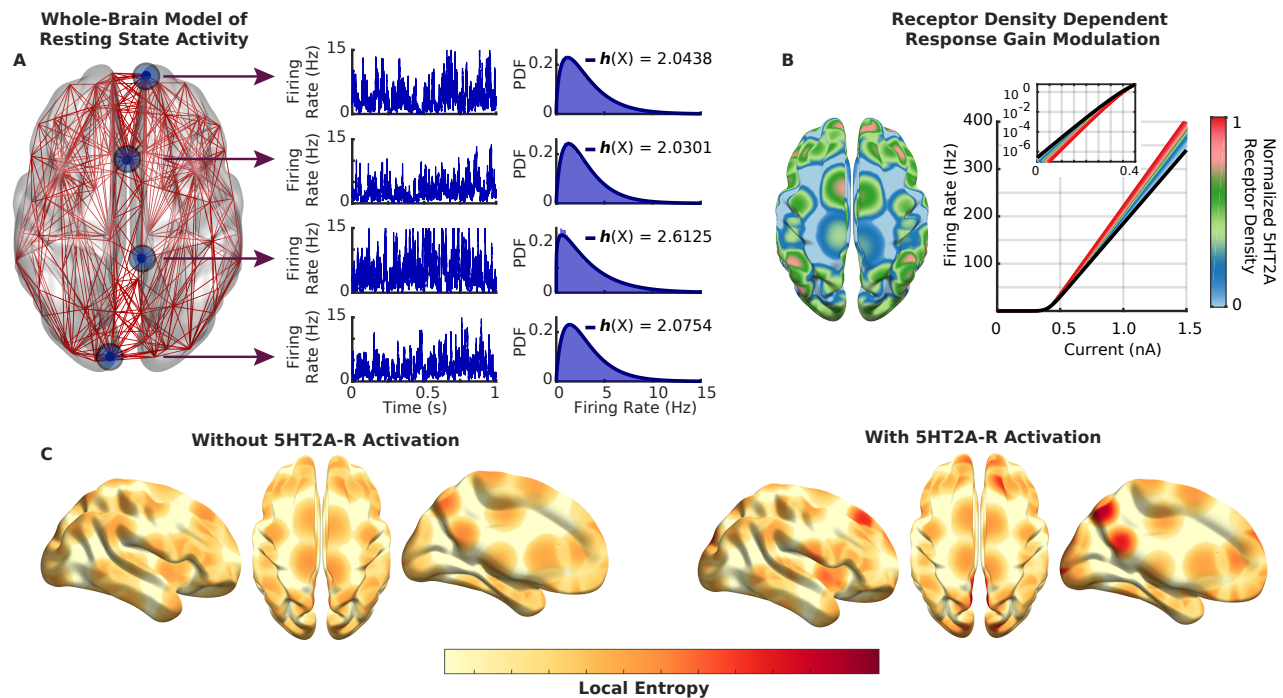 Whole-Brain Model of
Resting State Activity
A
Firing
Rate (Hz)
15
0
PDF
0.2
0
h(X) = 2.0438
Firing
Rate (Hz)
15
0
PDF
0.2
0
h(X) = 2.0301
Firing
Rate (Hz)
15
0
PDF
0.2
0
h(X) = 2.6125
Firing
Rate (Hz)
15
0
0 0.5 1
Time (s)
PDF
0.2
0
h(X) = 2.0754
0 5 10 15
Firing Rate (Hz)
Receptor Density Dependent
Response Gain Modulation
B
Firing Rate (Hz)
400
300
200
100
0 0.5 1.0 1.5
Current (nA)
10^0
10^-2
10^-4
10^-6
0 0.4
1
0
Normalized 5HT2A
Receptor Density
C
Without 5HT2A-R Activation
With 5HT2A-R Activation
Local Entropy